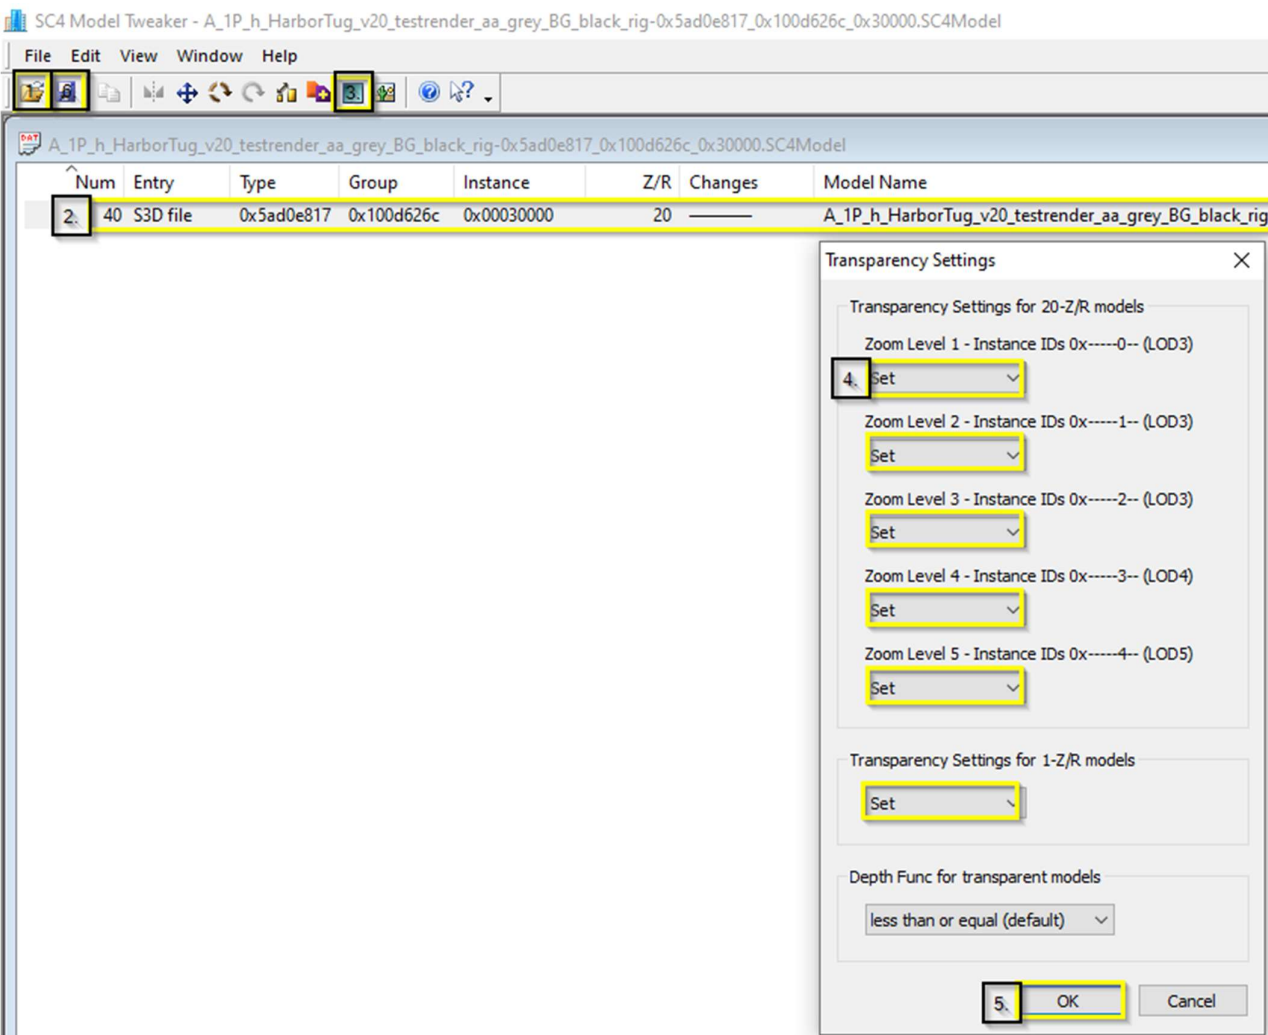 SC4 Model Tweaker - A_1P_h_HarborTug_v20_testrender_aa_grey_BG_black_rig-0x5ad0e817_0x100d626c_0x30000.SC4Model
File Edit View Window Help
1. 6. 3.
DAT A_1P_h_HarborTug_v20_testrender_aa_grey_BG_black_rig-0x5ad0e817_0x100d626c_0x30000.SC4Model
Num Entry Type Group Instance Z/R Changes Model Name
2. 40 S3D file 0x5ad0e817 0x100d626c 0x00030000 20 ——— A_1P_h_HarborTug_v20_testrender_aa_grey_BG_black_rig
Transparency Settings
Transparency Settings for 20-Z/R models
Zoom Level 1 - Instance IDs 0x-----0-- (LOD3)
4. Set
Zoom Level 2 - Instance IDs 0x-----1-- (LOD3)
Set
Zoom Level 3 - Instance IDs 0x-----2-- (LOD3)
Set
Zoom Level 4 - Instance IDs 0x-----3-- (LOD4)
Set
Zoom Level 5 - Instance IDs 0x-----4-- (LOD5)
Set
Transparency Settings for 1-Z/R models
Set
Depth Func for transparent models
less than or equal (default)
5. OK Cancel